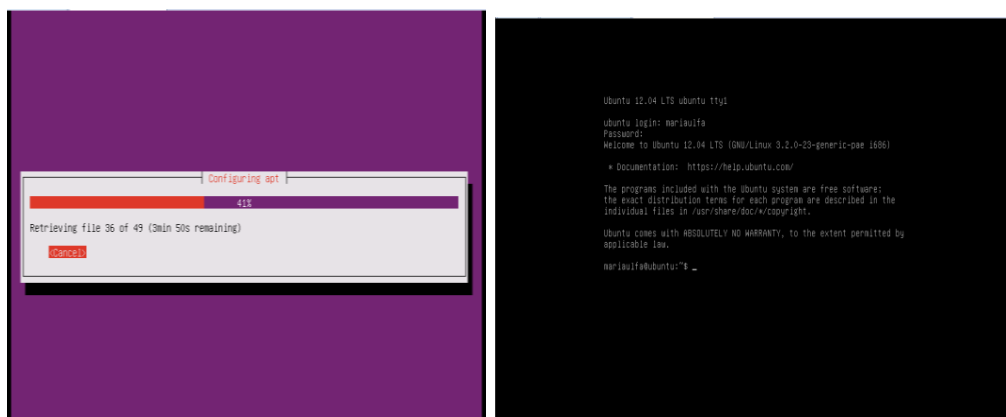 Configuring apt
41%
Retrieving file 36 of 49 (3min 50s remaining)
<Cancel>
Ubuntu 12.04 LTS ubuntu tty1
ubuntu login: mariaulfa
Password:
Welcome to Ubuntu 12.04 LTS (GNU/Linux 3.2.0-23-generic-pae i686)
* Documentation:  https://help.ubuntu.com/
The programs included with the Ubuntu system are free software;
the exact distribution terms for each program are described in the
individual files in /usr/share/doc/*/copyright.
Ubuntu comes with ABSOLUTELY NO WARRANTY, to the extent permitted by
applicable law.
mariaulfa@ubuntu:~$ _